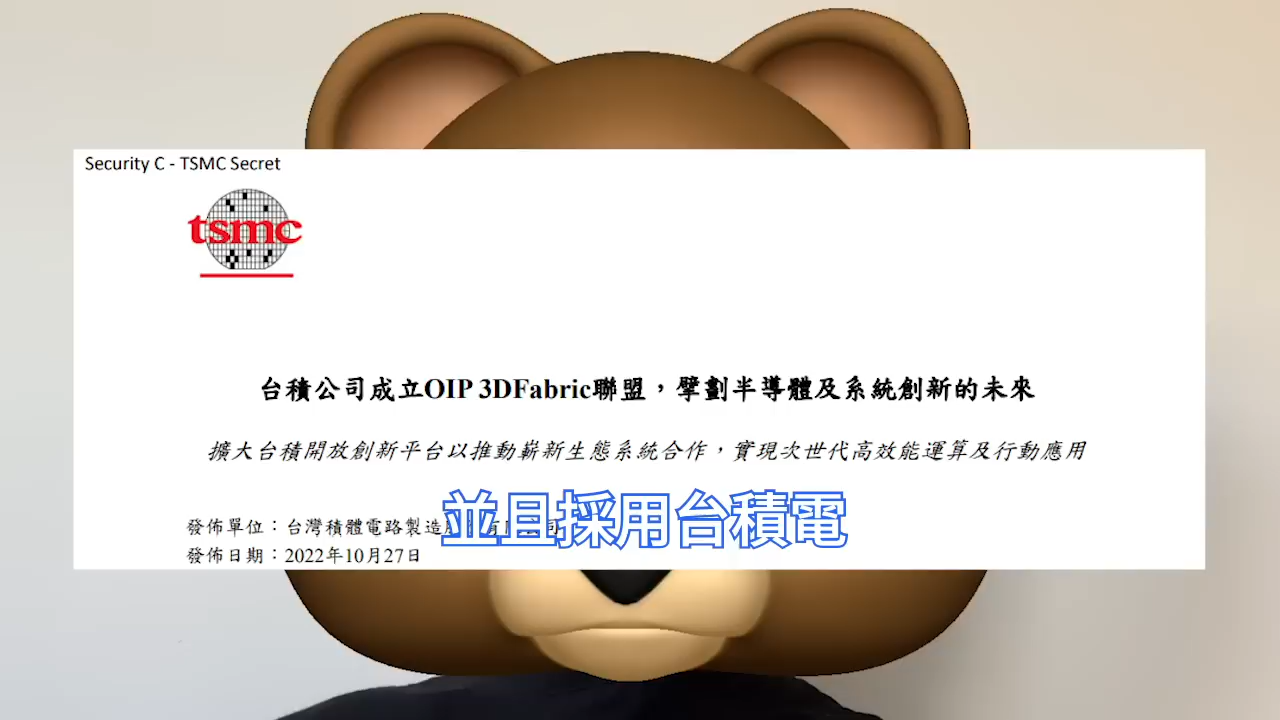 Security C - TSMC Secret
tsmc
台積公司成立OIP 3DFabric聯盟，擘劃半導體及系統創新的未來
擴大台積開放創新平台以推動嶄新生態系統合作，實現次世代高效能運算及行動應用
並且採用台積電
發佈單位：台灣積體電路製造
發佈日期：2022年10月27日